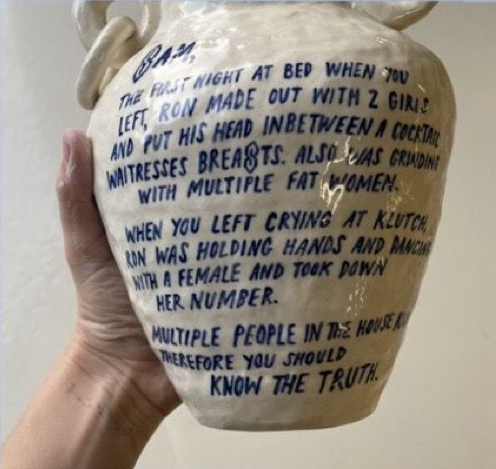 SAM,
THE FIRST NIGHT AT BED WHEN YOU
LEFT, RON MADE OUT WITH 2 GIRLS
AND PUT HIS HEAD INBETWEEN A COCKTAIL
WAITRESSES BREASTS. ALSO WAS GRINDING
WITH MULTIPLE FAT WOMEN.
WHEN YOU LEFT CRYING AT KLUTCH,
RON WAS HOLDING HANDS AND DANCING
WITH A FEMALE AND TOOK DOWN
HER NUMBER.
MULTIPLE PEOPLE IN THE HOUSE
THEREFORE YOU SHOULD
KNOW THE TRUTH.